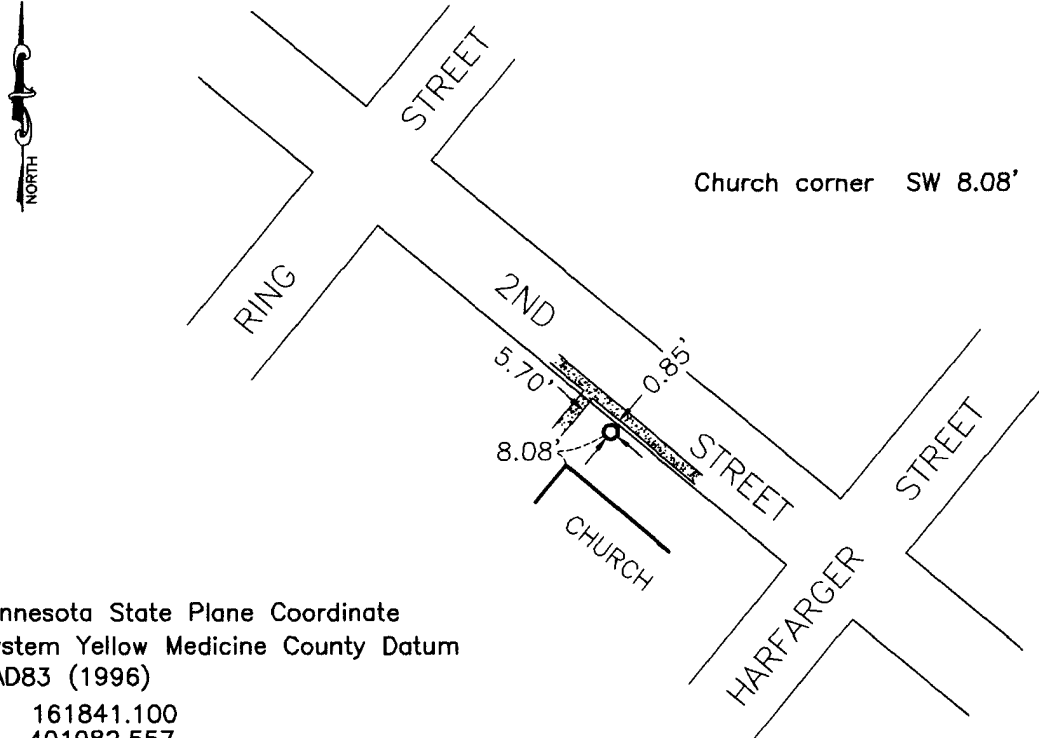 NORTH
STREET
Church corner SW 8.08'
RING
2ND
5.70'
0.85'
8.08'
STREET
STREET
CHURCH
HARFARGER
nnesota State Plane Coordinate
stem Yellow Medicine County Datum
AD83 (1996)
161841.100